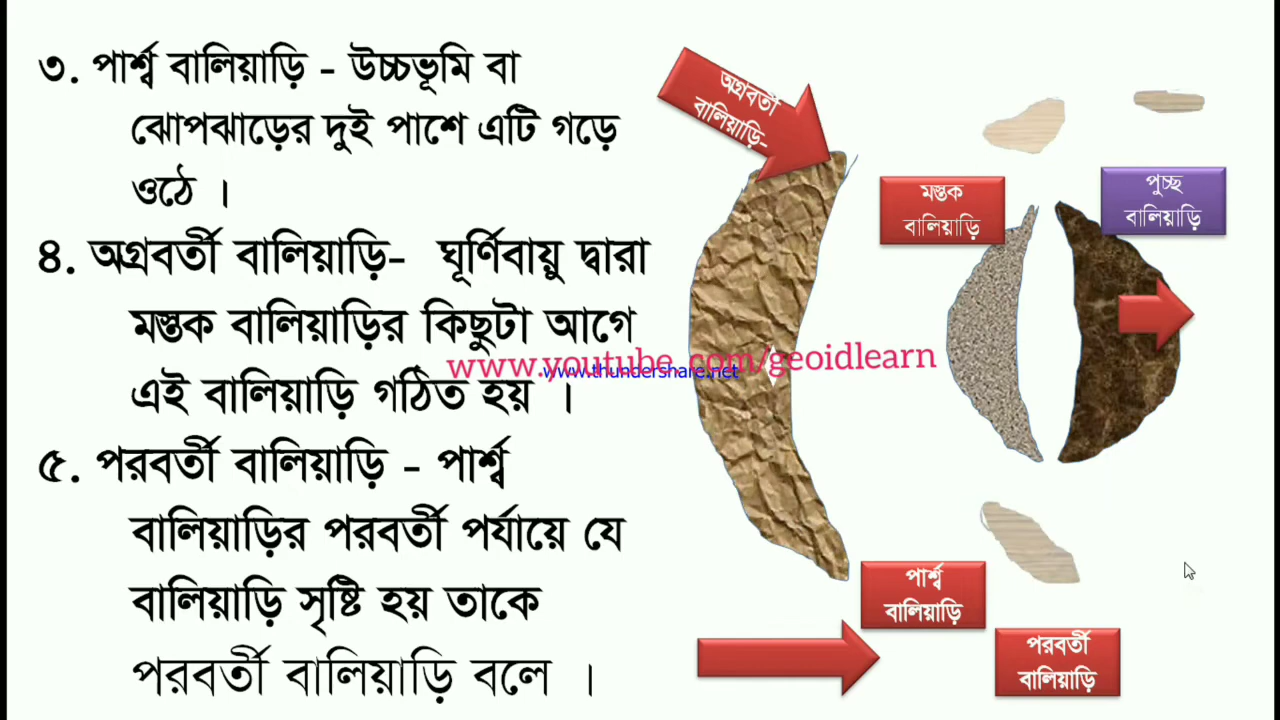 ৩. পার্শ্ব বালিয়াড়ি - উচ্চভূমি বা
ঝোপঝাড়ের দুই পাশে এটি গড়ে
ওঠে ।
৪. অগ্রবর্তী বালিয়াড়ি- ঘূর্ণিবায়ু দ্বারা
মস্তক বালিয়াড়ির কিছুটা আগে
এই বালিয়াড়ি গঠিত হয় ।
৫. পরবর্তী বালিয়াড়ি - পার্শ্ব
বালিয়াড়ির পরবর্তী পর্যায়ে যে
বালিয়াড়ি সৃষ্টি হয় তাকে
পরবর্তী বালিয়াড়ি বলে ।
অগ্রবর্তী
বালিয়াড়ি-
মস্তক
বালিয়াড়ি
পুচ্ছ
বালিয়াড়ি
www.youtube.com/geoidlearn
www.thundershare.net
পার্শ্ব
বালিয়াড়ি
পরবর্তী
বালিয়াড়ি